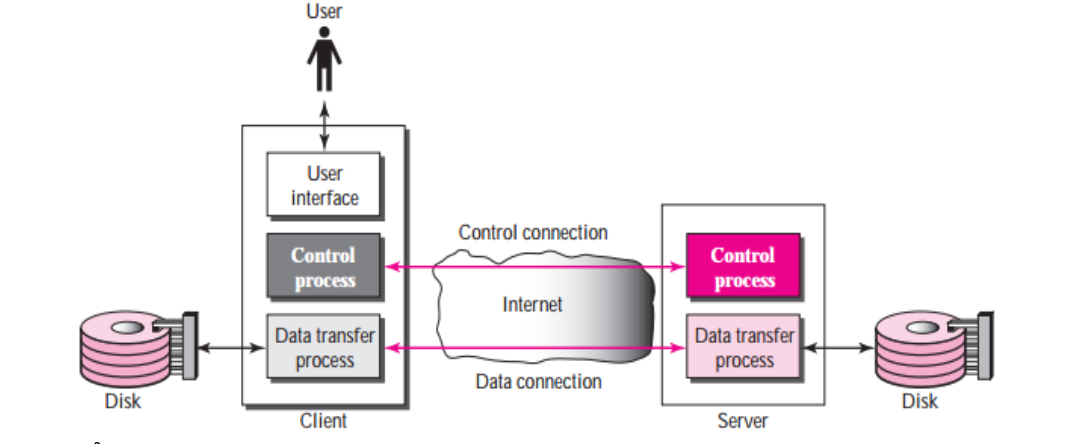 User
User
interface
Control connection
Control
process
Control
process
Internet
Data transfer
process
Data transfer
process
Data connection
Disk
Disk
Client
Server